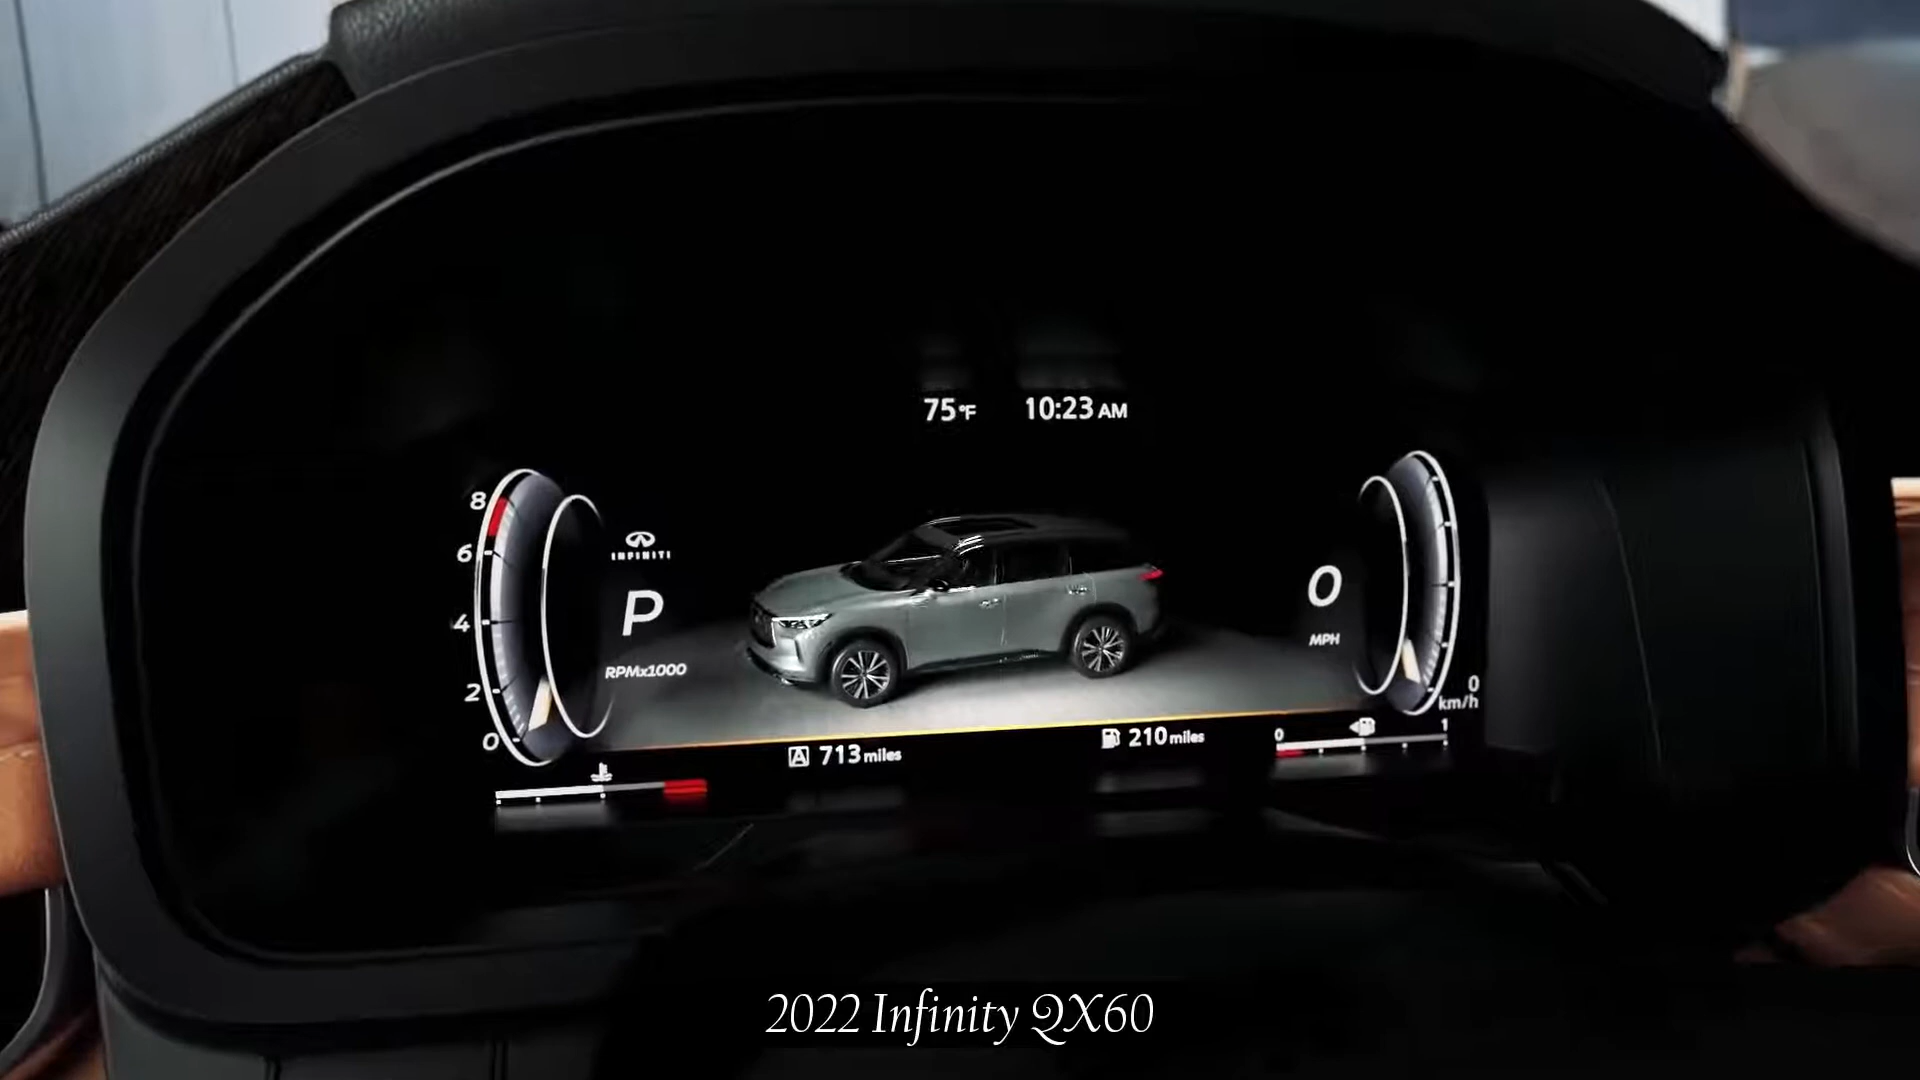 75°F 10:23 AM
8
6
4
2
0
INFINITI
P
RPMx1000
0
MPH
0
km/h
A 713 miles
210 miles
0 1
2022 Infinity QX60